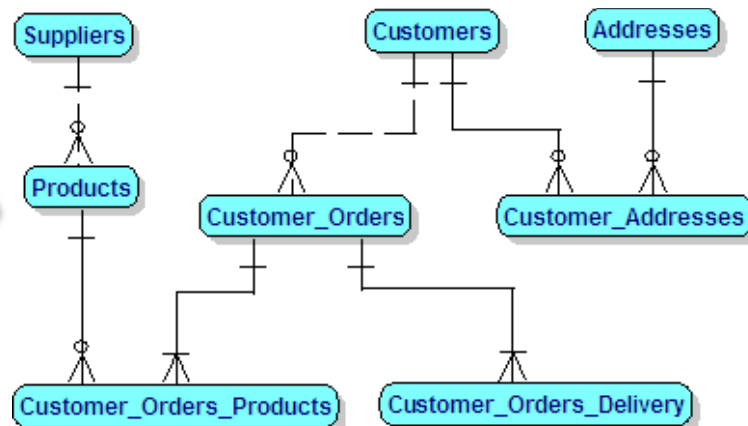 Suppliers
Customers
Addresses
Products
Customer_Orders
Customer_Addresses
Customer_Orders_Products
Customer_Orders_Delivery